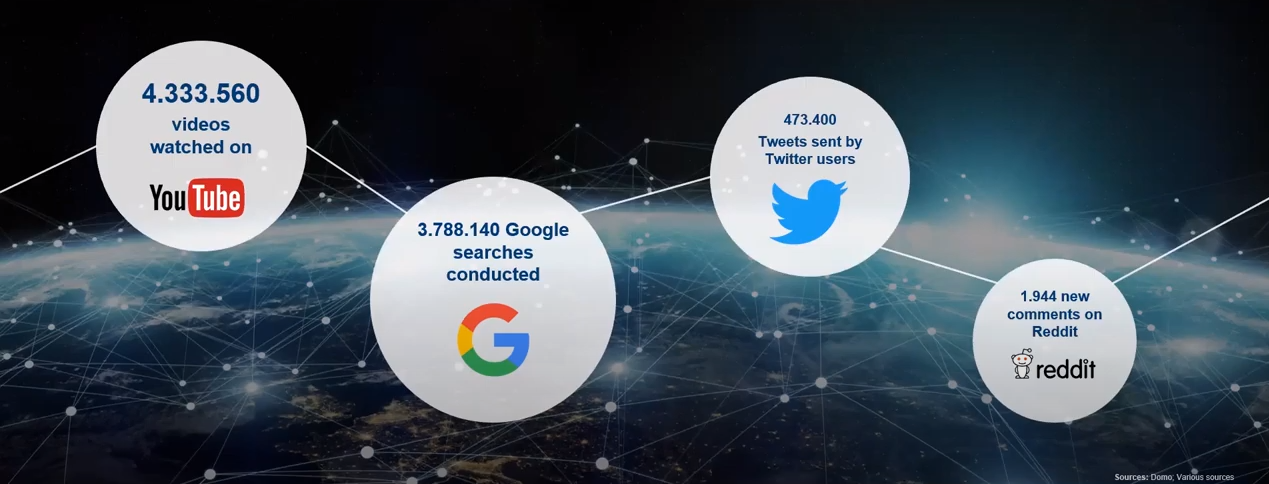 4.333.560
videos
watched on
YouTube
3.788.140 Google
searches
conducted
G
473.400
Tweets sent by
Twitter users
1.944 new
comments on
Reddit
reddit
Sources: Domo; Various sources